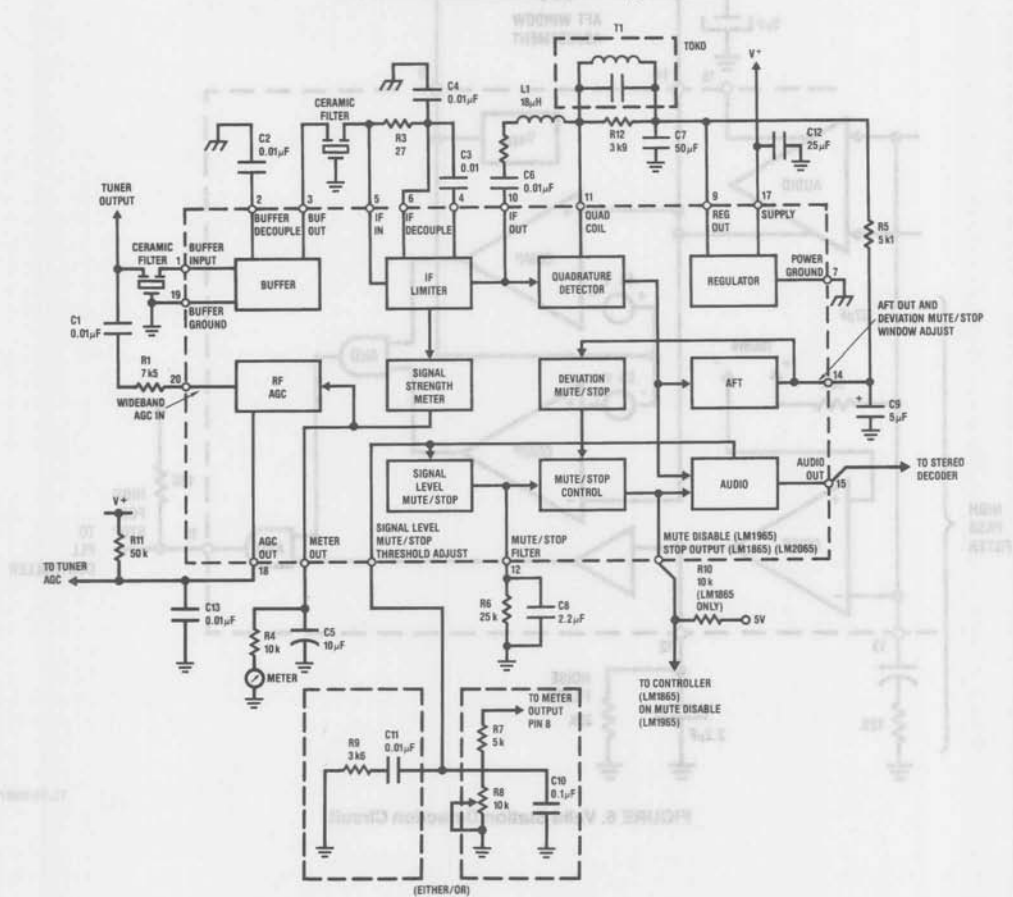 T1
TOKO
V+
L1
18µH
C4
0.01µF
CERAMIC
FILTER
R3
27
R12
3k9
C7
50µF
C12
25µF
C2
0.01µF
C3
0.01
C6
0.01µF
TUNER
OUTPUT
2
BUFFER
DECOUPLE
3
BUF
OUT
5
IF
IN
6
IF
DECOUPLE
4
10
IF
OUT
11
QUAD
COIL
9
REG
OUT
17
SUPPLY
R5
5k1
CERAMIC
FILTER
1
BUFFER
INPUT
BUFFER
IF
LIMITER
QUADRATURE
DETECTOR
REGULATOR
POWER
GROUND
7
19
BUFFER
GROUND
C1
0.01µF
AFT OUT AND
DEVIATION MUTE/STOP
WINDOW ADJUST
R1
7k5
20
WIDEBAND
AGC IN
RF
AGC
SIGNAL
STRENGTH
METER
DEVIATION
MUTE/STOP
AFT
14
+
C9
5µF
SIGNAL
LEVEL
MUTE/STOP
MUTE/STOP
CONTROL
AUDIO
AUDIO
OUT
15
TO STEREO
DECODER
V+
R11
50k
AGC
OUT
18
METER
OUT
SIGNAL LEVEL
MUTE/STOP
THRESHOLD ADJUST
MUTE/STOP
FILTER
12
MUTE DISABLE (LM1965)
STOP OUTPUT (LM1865) (LM2065)
TO TUNER
AGC
C13
0.01µF
R4
10k
C5
10µF
METER
R6
25k
C8
2.2µF
R10
10k
(LM1865
ONLY)
5V
TO CONTROLLER
(LM1865)
ON MUTE DISABLE
(LM1965)
TO METER
OUTPUT
PIN 8
R9
3k6
C11
0.01µF
R7
5k
R8
10k
C10
0.1µF
(EITHER/OR)
FIGURE 6. Valid Station Detection Circuit